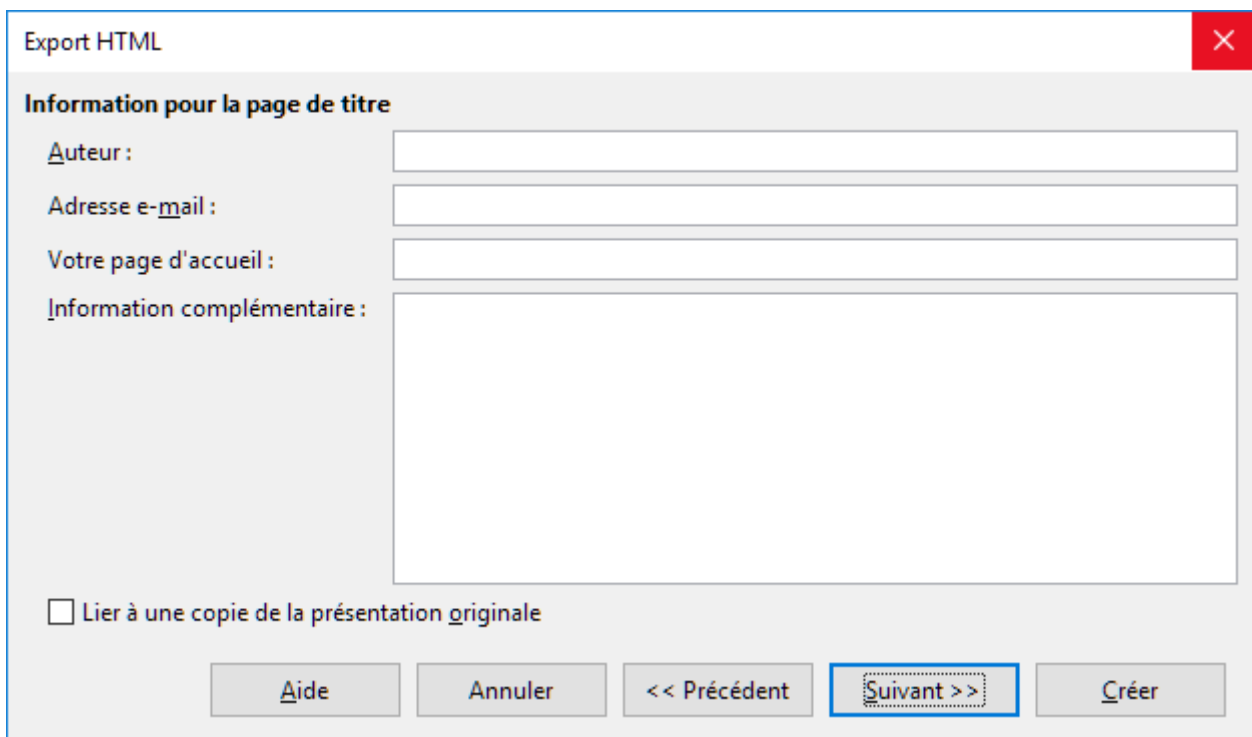 Export HTML
Information pour la page de titre
Auteur :
Adresse e-mail :
Votre page d'accueil :
Information complémentaire :
Lier à une copie de la présentation originale
Aide Annuler << Précédent Suivant >> Créer